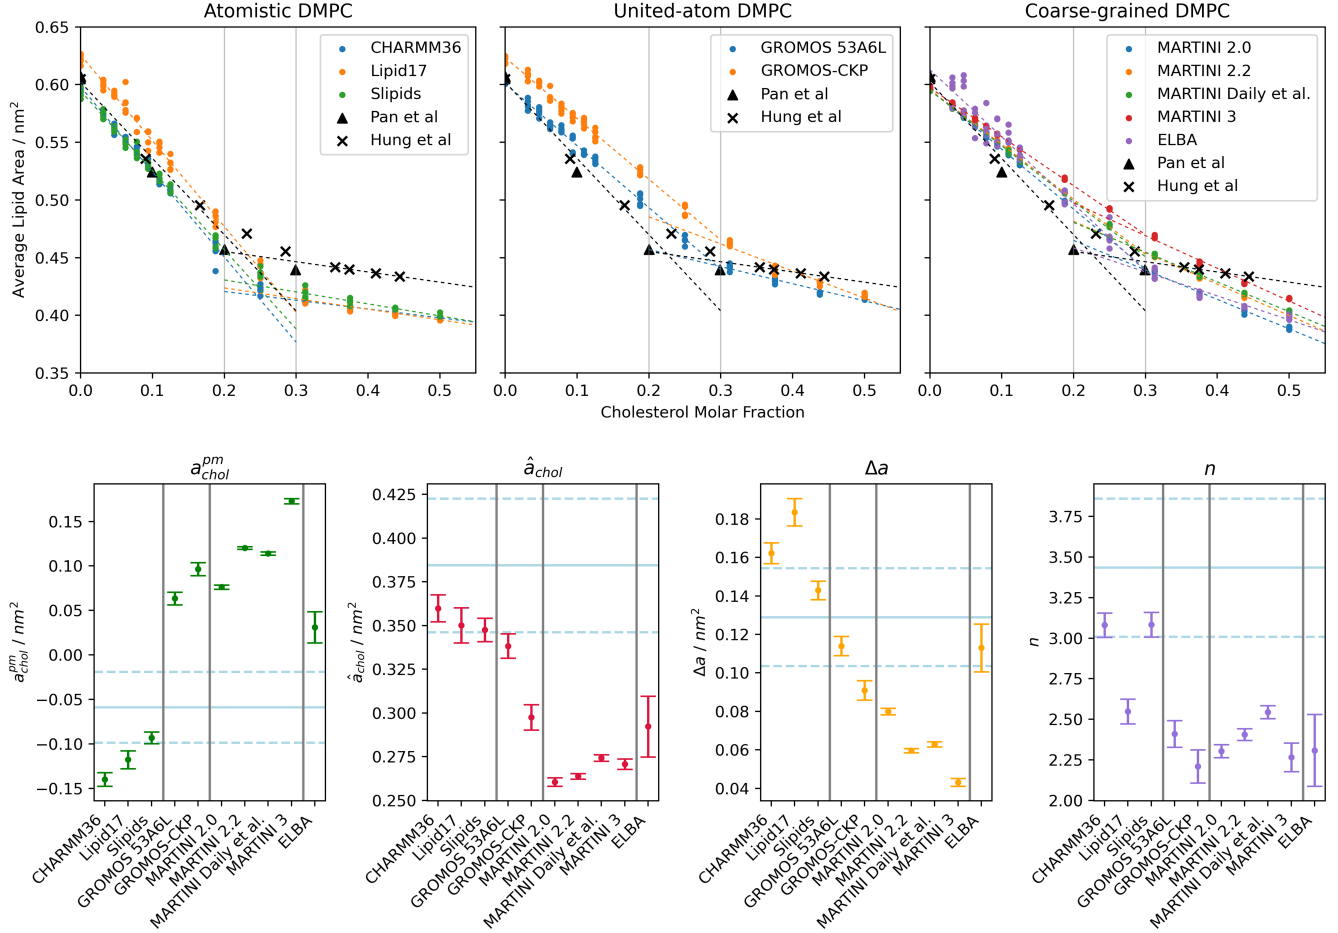 Atomistic DMPC
United-atom DMPC
Coarse-grained DMPC
Average Lipid Area / nm²
0.65
0.60
0.55
0.50
0.45
0.40
0.35
CHARMM36
Lipid17
Slipids
Pan et al
Hung et al
GROMOS 53A6L
GROMOS-CKP
Pan et al
Hung et al
MARTINI 2.0
MARTINI 2.2
MARTINI Daily et al.
MARTINI 3
ELBA
Pan et al
Hung et al
0.0 0.1 0.2 0.3 0.4 0.5
0.0 0.1 0.2 0.3 0.4 0.5
0.0 0.1 0.2 0.3 0.4 0.5
Cholesterol Molar Fraction
a^{pm}_{chol}
a^{pm}_{chol} / nm²
0.15
0.10
0.05
0.00
−0.05
−0.10
−0.15
CHARMM36
Lipid17
Slipids
GROMOS 53A6L
GROMOS-CKP
MARTINI 2.0
MARTINI 2.2
MARTINI Daily et al.
MARTINI 3
ELBA
â_{chol}
â_{chol} / nm²
0.425
0.400
0.375
0.350
0.325
0.300
0.275
0.250
CHARMM36
Lipid17
Slipids
GROMOS 53A6L
GROMOS-CKP
MARTINI 2.0
MARTINI 2.2
MARTINI Daily et al.
MARTINI 3
ELBA
Δa
Δa / nm²
0.18
0.16
0.14
0.12
0.10
0.08
0.06
0.04
CHARMM36
Lipid17
Slipids
GROMOS 53A6L
GROMOS-CKP
MARTINI 2.0
MARTINI 2.2
MARTINI Daily et al.
MARTINI 3
ELBA
n
n
3.75
3.50
3.25
3.00
2.75
2.50
2.25
2.00
CHARMM36
Lipid17
Slipids
GROMOS 53A6L
GROMOS-CKP
MARTINI 2.0
MARTINI 2.2
MARTINI Daily et al.
MARTINI 3
ELBA